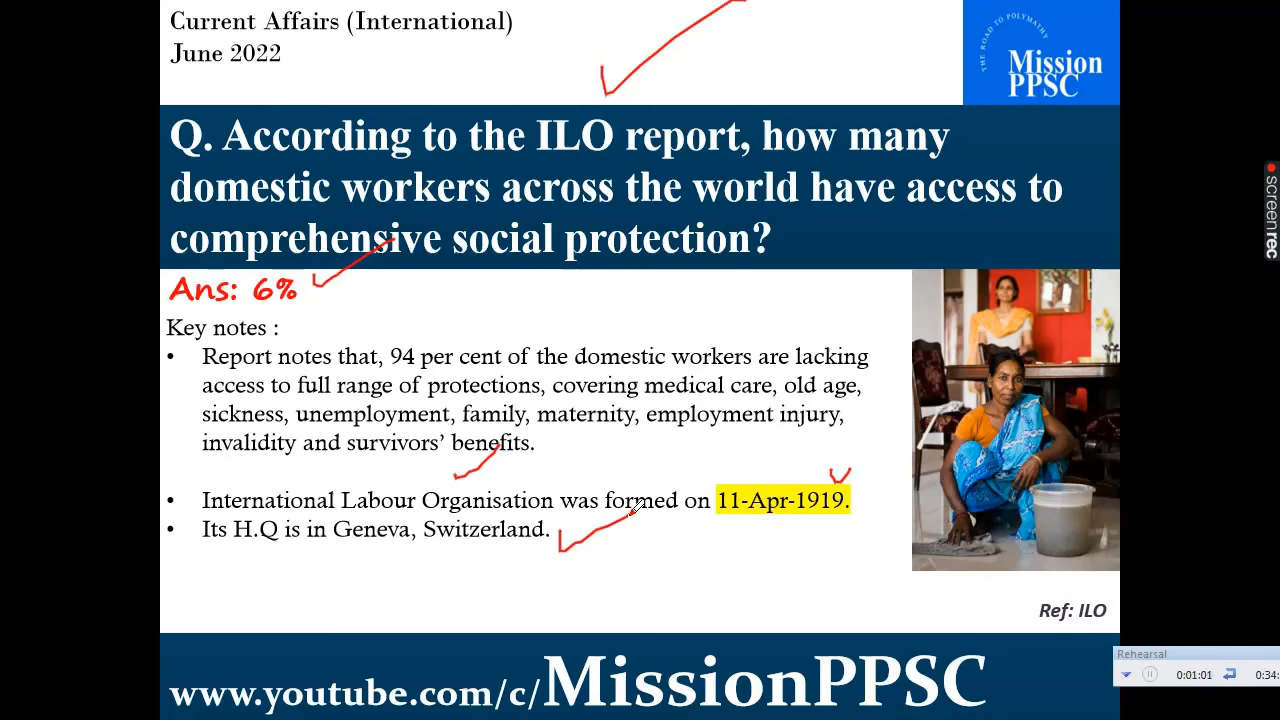 Current Affairs (International)
June 2022
THE ROAD TO POLYMATHY
Mission
PPSC
Q. According to the ILO report, how many
domestic workers across the world have access to
comprehensive social protection?
Ans: 6%
Key notes :
• Report notes that, 94 per cent of the domestic workers are lacking
access to full range of protections, covering medical care, old age,
sickness, unemployment, family, maternity, employment injury,
invalidity and survivors’ benefits.
• International Labour Organisation was formed on 11-Apr-1919.
• Its H.Q is in Geneva, Switzerland.
Ref: ILO
www.youtube.com/c/MissionPPSC
screenrec
Rehearsal
0:01:01
0:34: